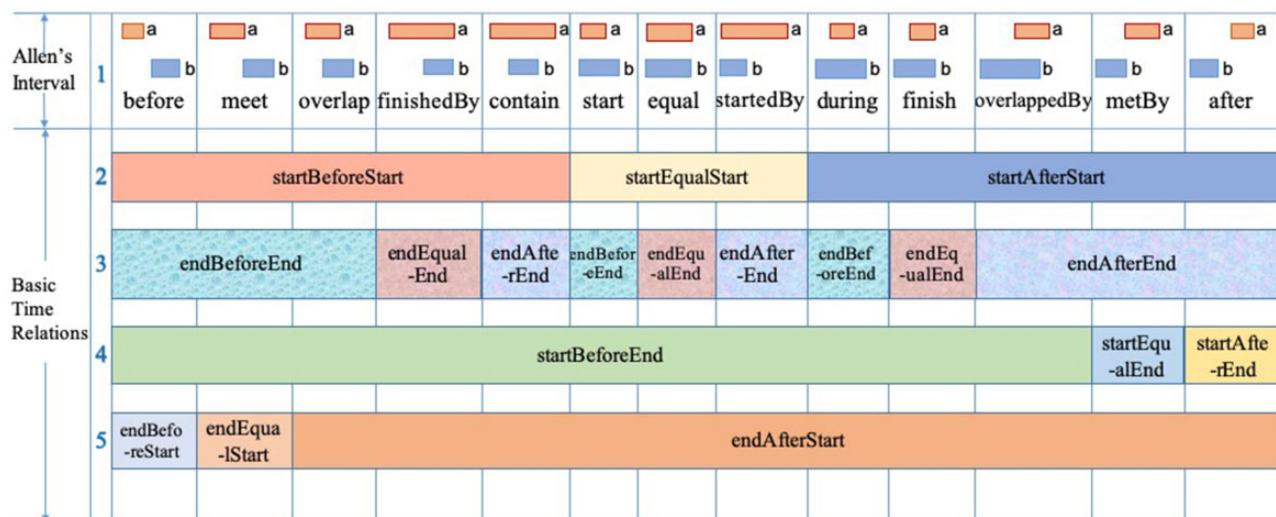 a a a a a a a a a a a a a
Allen's
Interval
1
b b b b b b b b b b b b b
before meet overlap finishedBy contain start equal startedBy during finish overlappedBy metBy after
2 startBeforeStart startEqualStart startAfterStart
3 endBeforeEnd endEqual endAfte endBefor endEqu endAfter endBef endEq endAfterEnd
-End -rEnd -eEnd -alEnd -End -oreEnd -ualEnd
Basic
Time
Relations
4 startBeforeEnd startEqu startAfte
-alEnd -rEnd
5 endBefo endEqua endAfterStart
-reStart -lStart